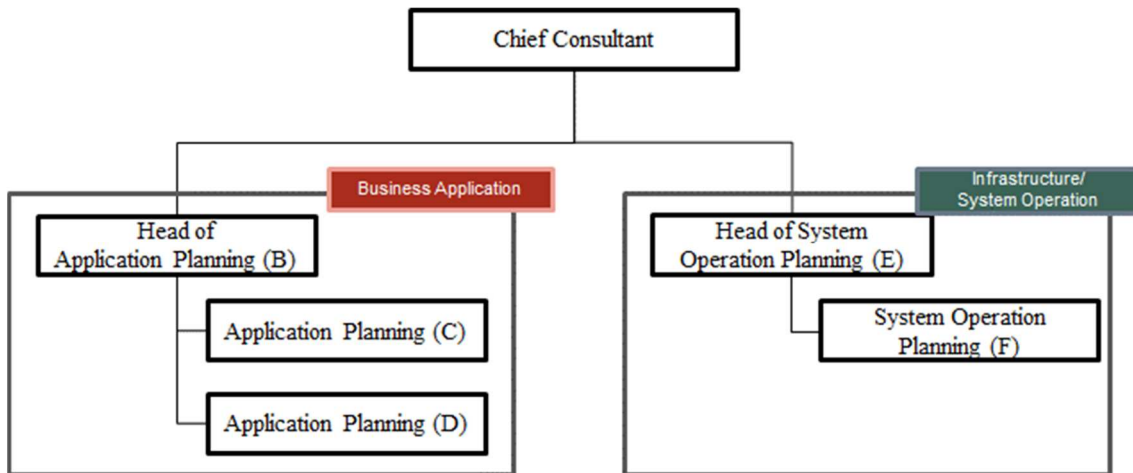 Chief Consultant
Business Application
Infrastructure/
System Operation
Head of
Application Planning (B)
Head of System
Operation Planning (E)
Application Planning (C)
System Operation
Planning (F)
Application Planning (D)